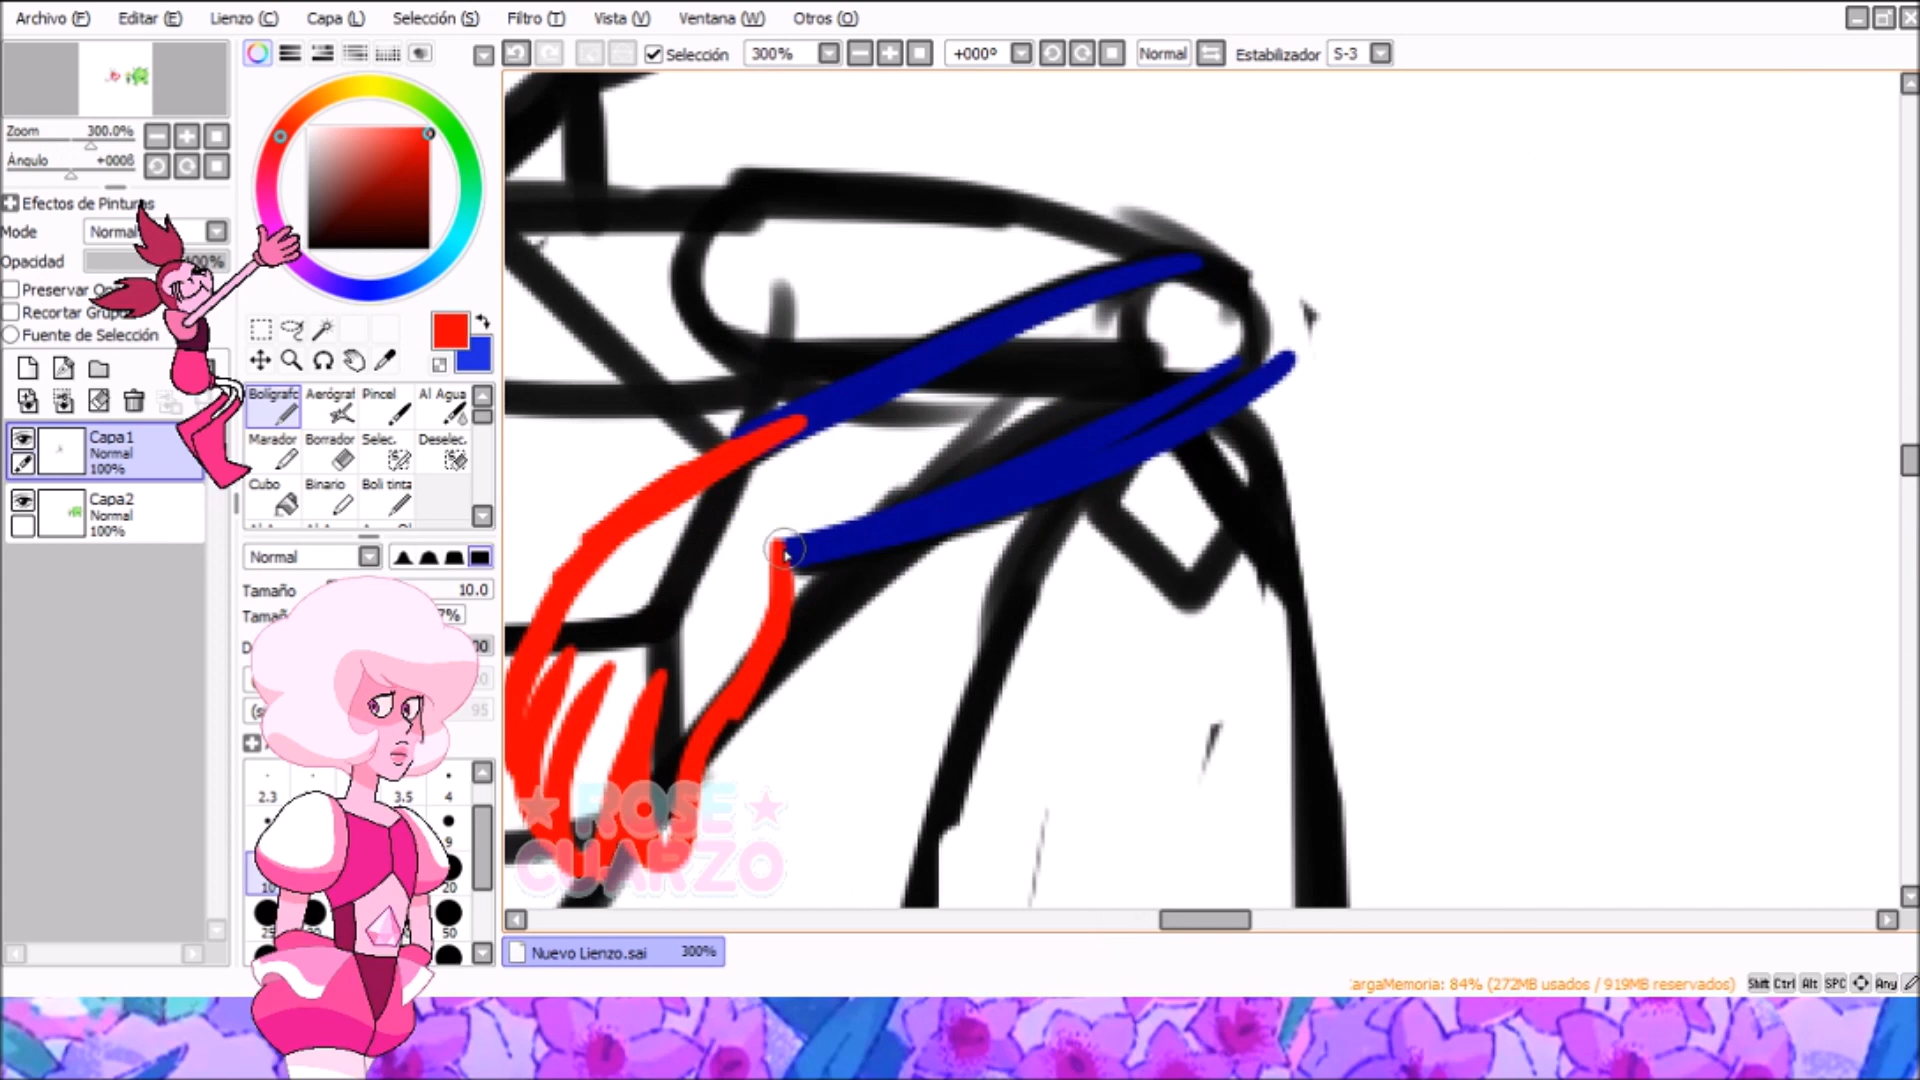 Archivo (F) Editar (E) Lienzo (C) Capa (L) Selección (S) Filtro (T) Vista (V) Ventana (W) Otros (O)
Selección 300% +000º Normal Estabilizador S-3
Zoom 300.0%
Ángulo +000ß
Efectos de Pinturas
Mode Normal
Opacidad 100%
Preservar Op
Recortar Grupo
Fuente de Selección
Capa1
Normal
100%
Capa2
Normal
100%
Bolígrafo Aerógraf Pincel Al Agua
Marador Borrador Selec. Deselec.
Cubo Binario Boli tinta
Normal
Tamaño 10.0
Tamañ 7%
D 00
95
2.3 3.5 4
9
10 20
25 50
ROSE
CUARZO
Nuevo Lienzo.sai 300%
argaMemoria: 84% (272MB usados / 919MB reservados) Shift Ctrl Alt SPC Any